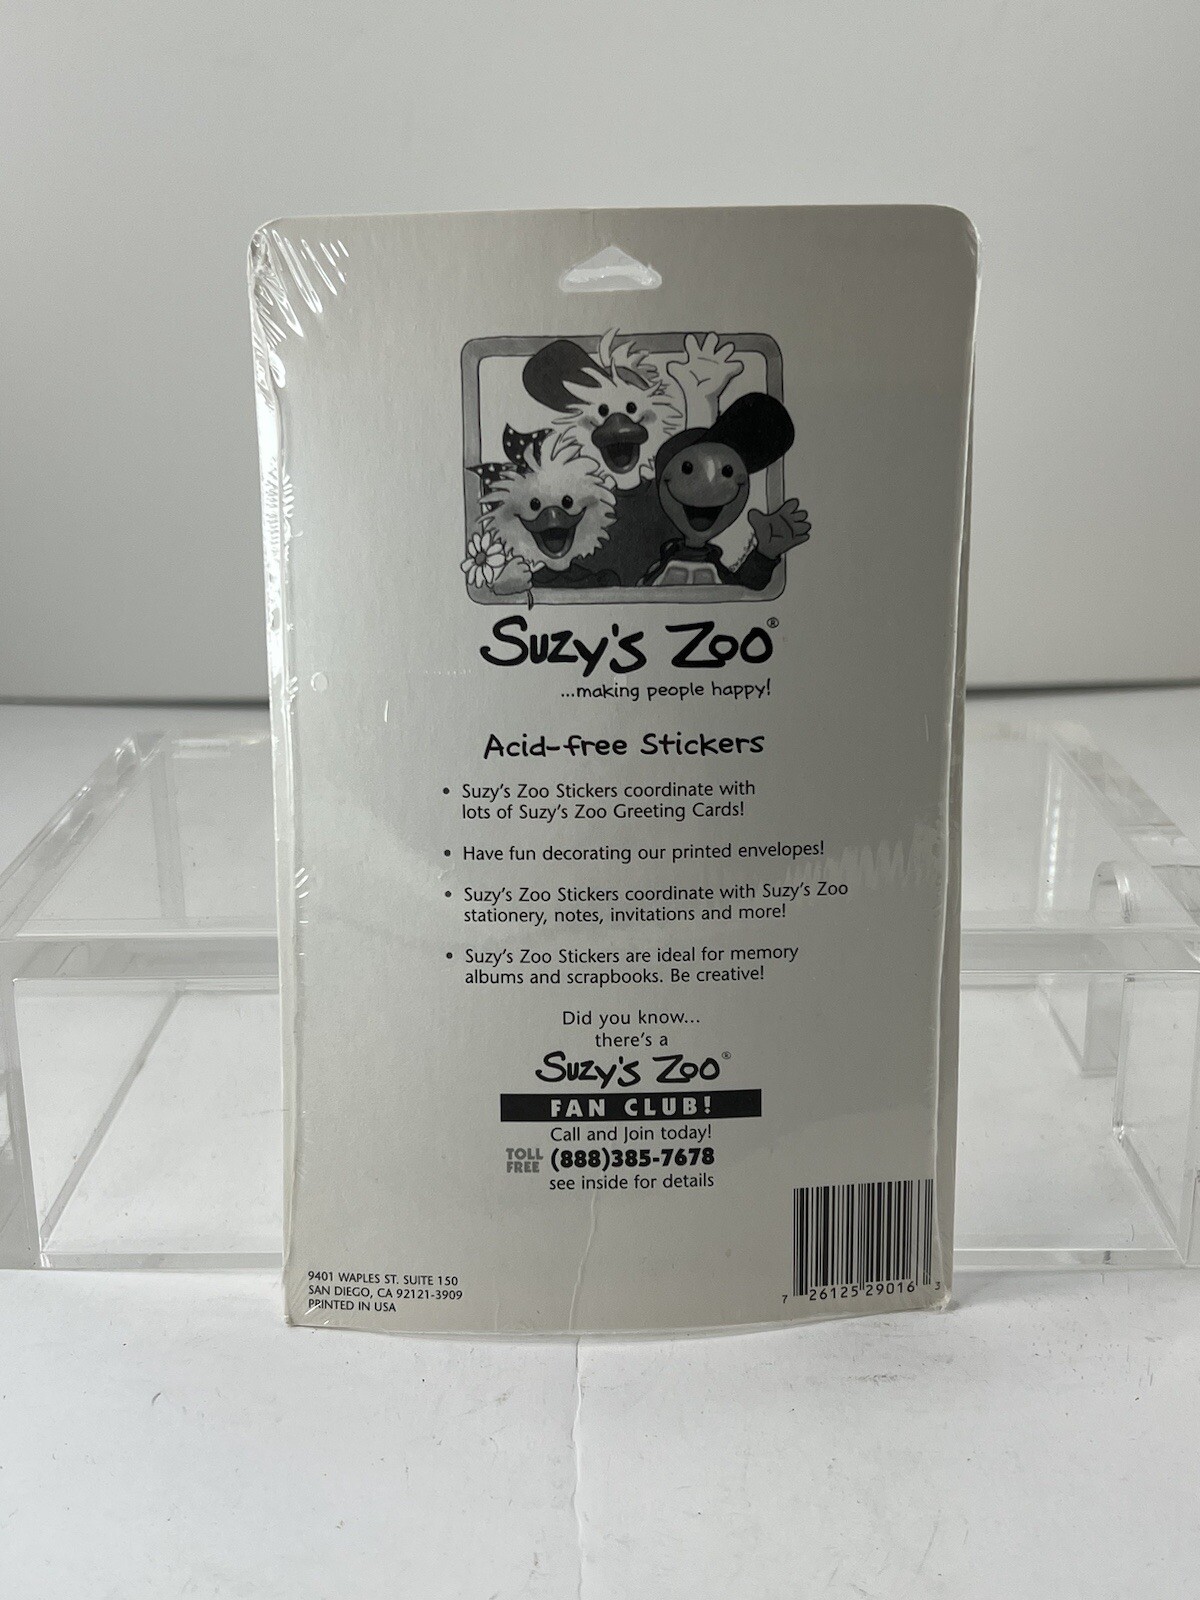 Suzy's Zoo®
...making people happy!
Acid-free Stickers
• Suzy's Zoo Stickers coordinate with
lots of Suzy's Zoo Greeting Cards!
• Have fun decorating our printed envelopes!
• Suzy's Zoo Stickers coordinate with Suzy's Zoo
stationery, notes, invitations and more!
• Suzy's Zoo Stickers are ideal for memory
albums and scrapbooks. Be creative!
Did you know...
there's a
Suzy's Zoo®
FAN CLUB!
Call and Join today!
TOLL FREE (888)385-7678
see inside for details
9401 WAPLES ST. SUITE 150
SAN DIEGO, CA 92121-3909
PRINTED IN USA
7 26125 29016 3